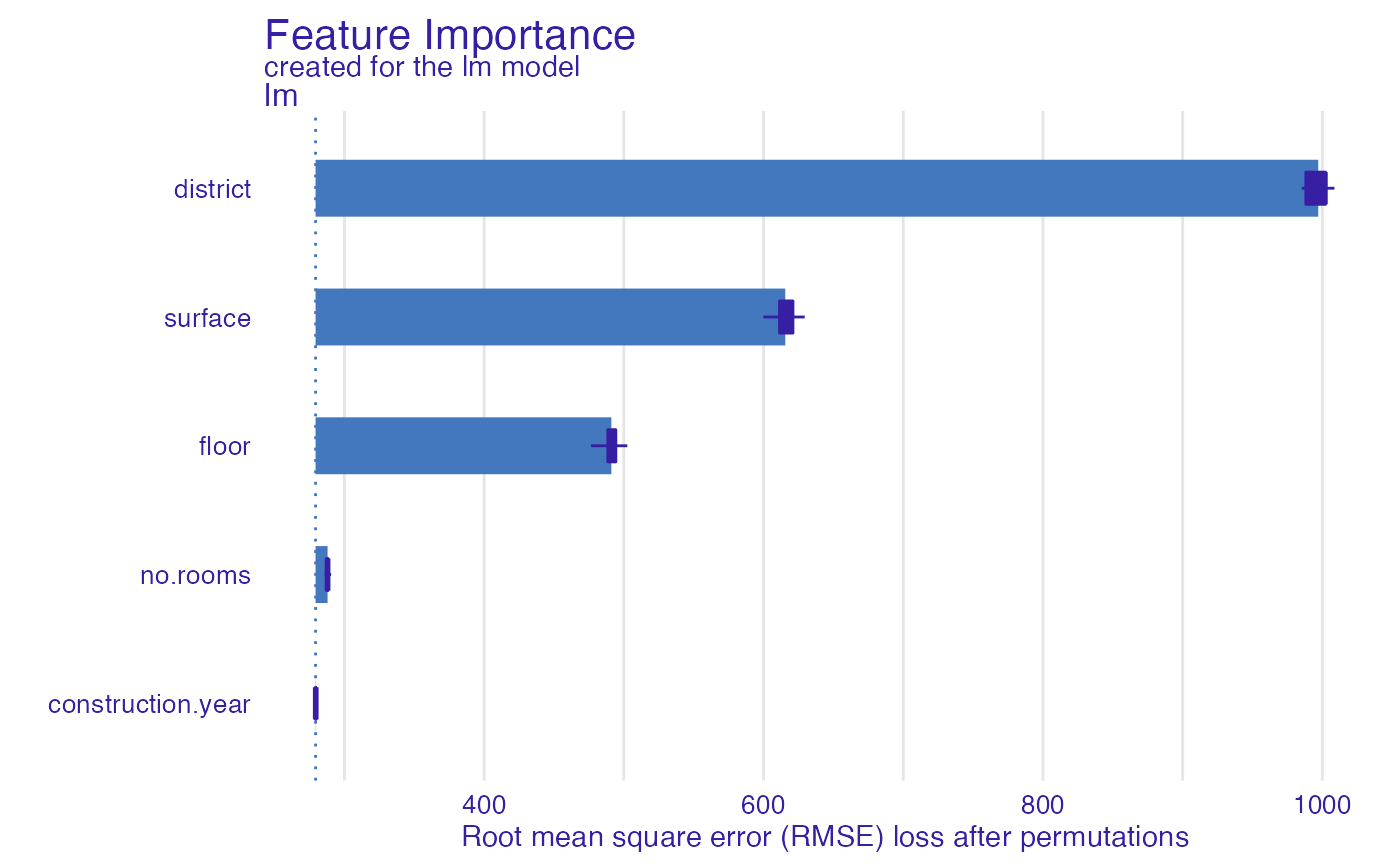 Feature Importance
created for the lm model
lm
district
surface
floor
no.rooms
construction.year
400 600 800 1000
Root mean square error (RMSE) loss after permutations